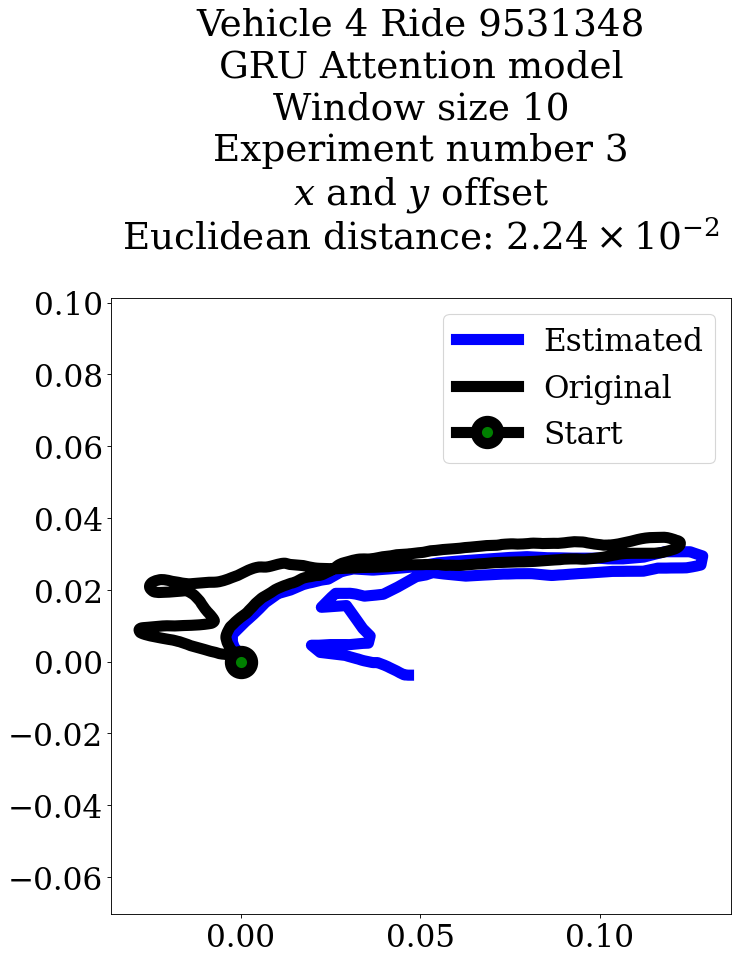 Vehicle 4 Ride 9531348
GRU Attention model
Window size 10
Experiment number 3
x and y offset
Euclidean distance: 2.24 × 10⁻²
Estimated
Original
Start
0.10
0.08
0.06
0.04
0.02
0.00
−0.02
−0.04
−0.06
0.00 0.05 0.10